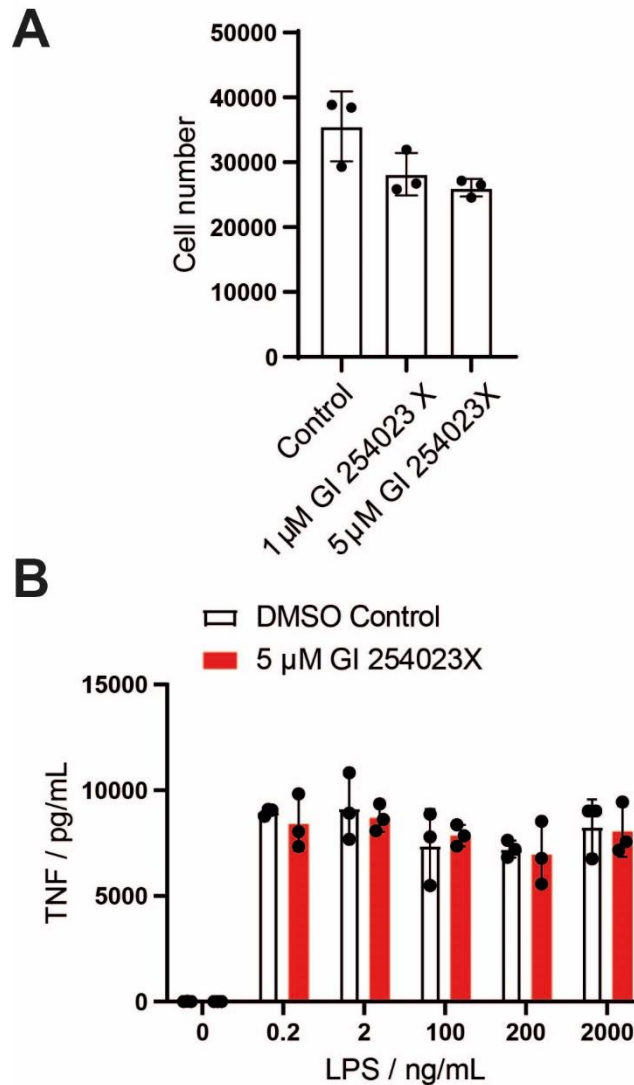 A
50000
40000
30000
20000
10000
0
Cell number
Control
1 µM GI 254023 X
5 µM GI 254023X
B
DMSO Control
5 µM GI 254023X
15000
10000
5000
0
TNF / pg/mL
0 0.2 2 100 200 2000
LPS / ng/mL